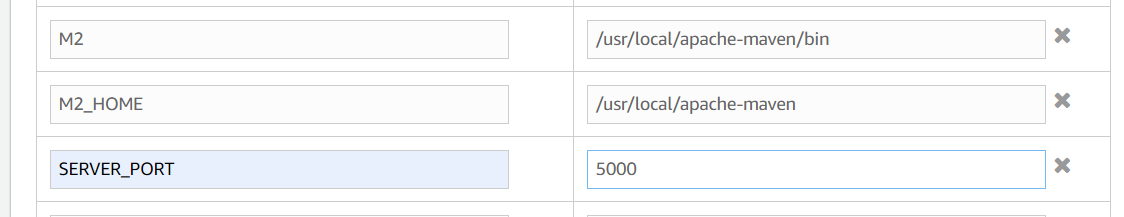 M2 /usr/local/apache-maven/bin
M2_HOME /usr/local/apache-maven
SERVER_PORT 5000